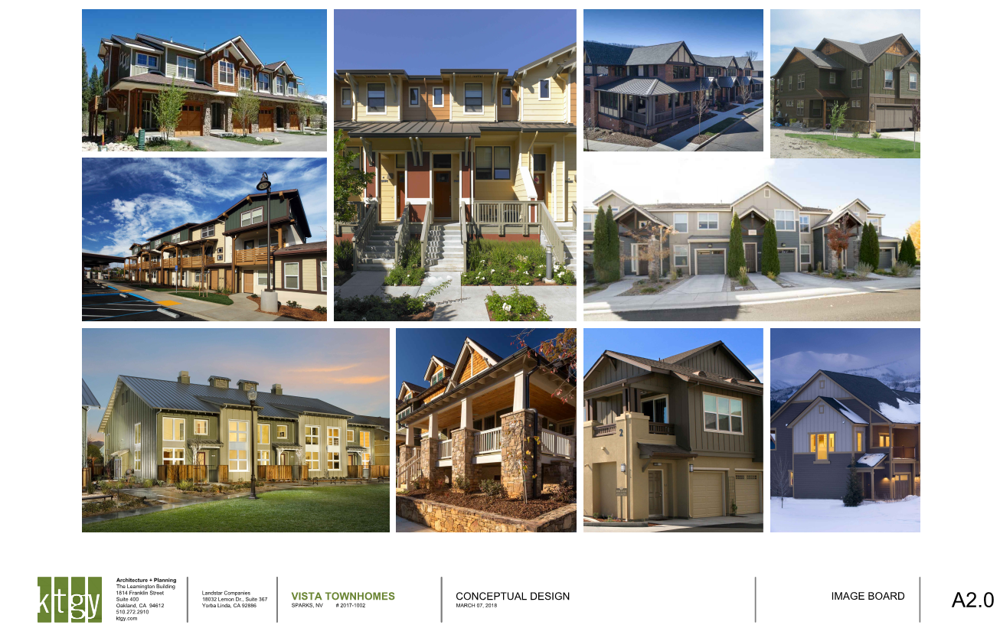 2
ktgy
Architecture + Planning
The Leamington Building
1814 Franklin Street
Suite 400
Oakland, CA 94612
510.272.2910
ktgy.com
Landstar Companies
18032 Lemon Dr., Suite 367
Yorba Linda, CA 92886
VISTA TOWNHOMES
SPARKS, NV # 2017-1002
CONCEPTUAL DESIGN
MARCH 07, 2018
IMAGE BOARD
A2.0